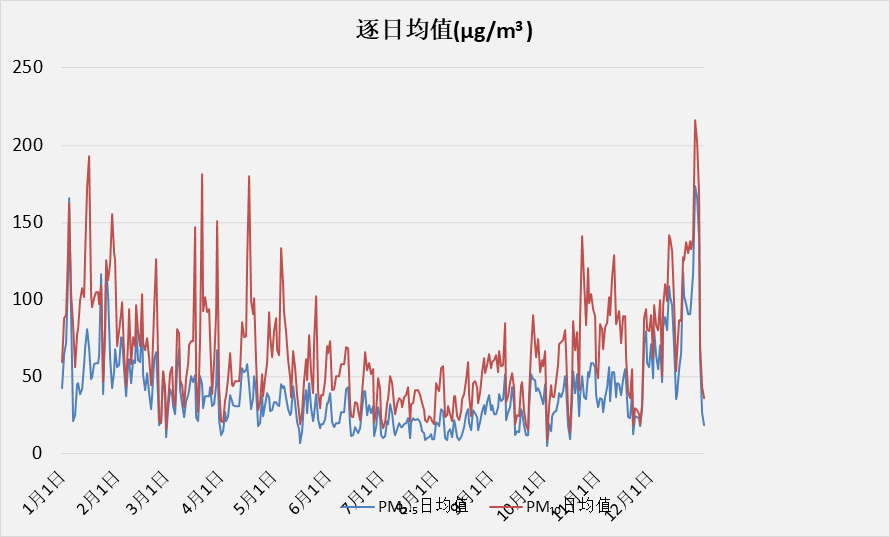 逐日均值(μg/m³)
250
200
150
100
50
0
1月1日
2月1日
3月1日
4月1日
5月1日
6月1日
7月1日
8月1日
9月1日
10月1日
11月1日
12月1日
PM₂.₅日均值
PM₁₀日均值